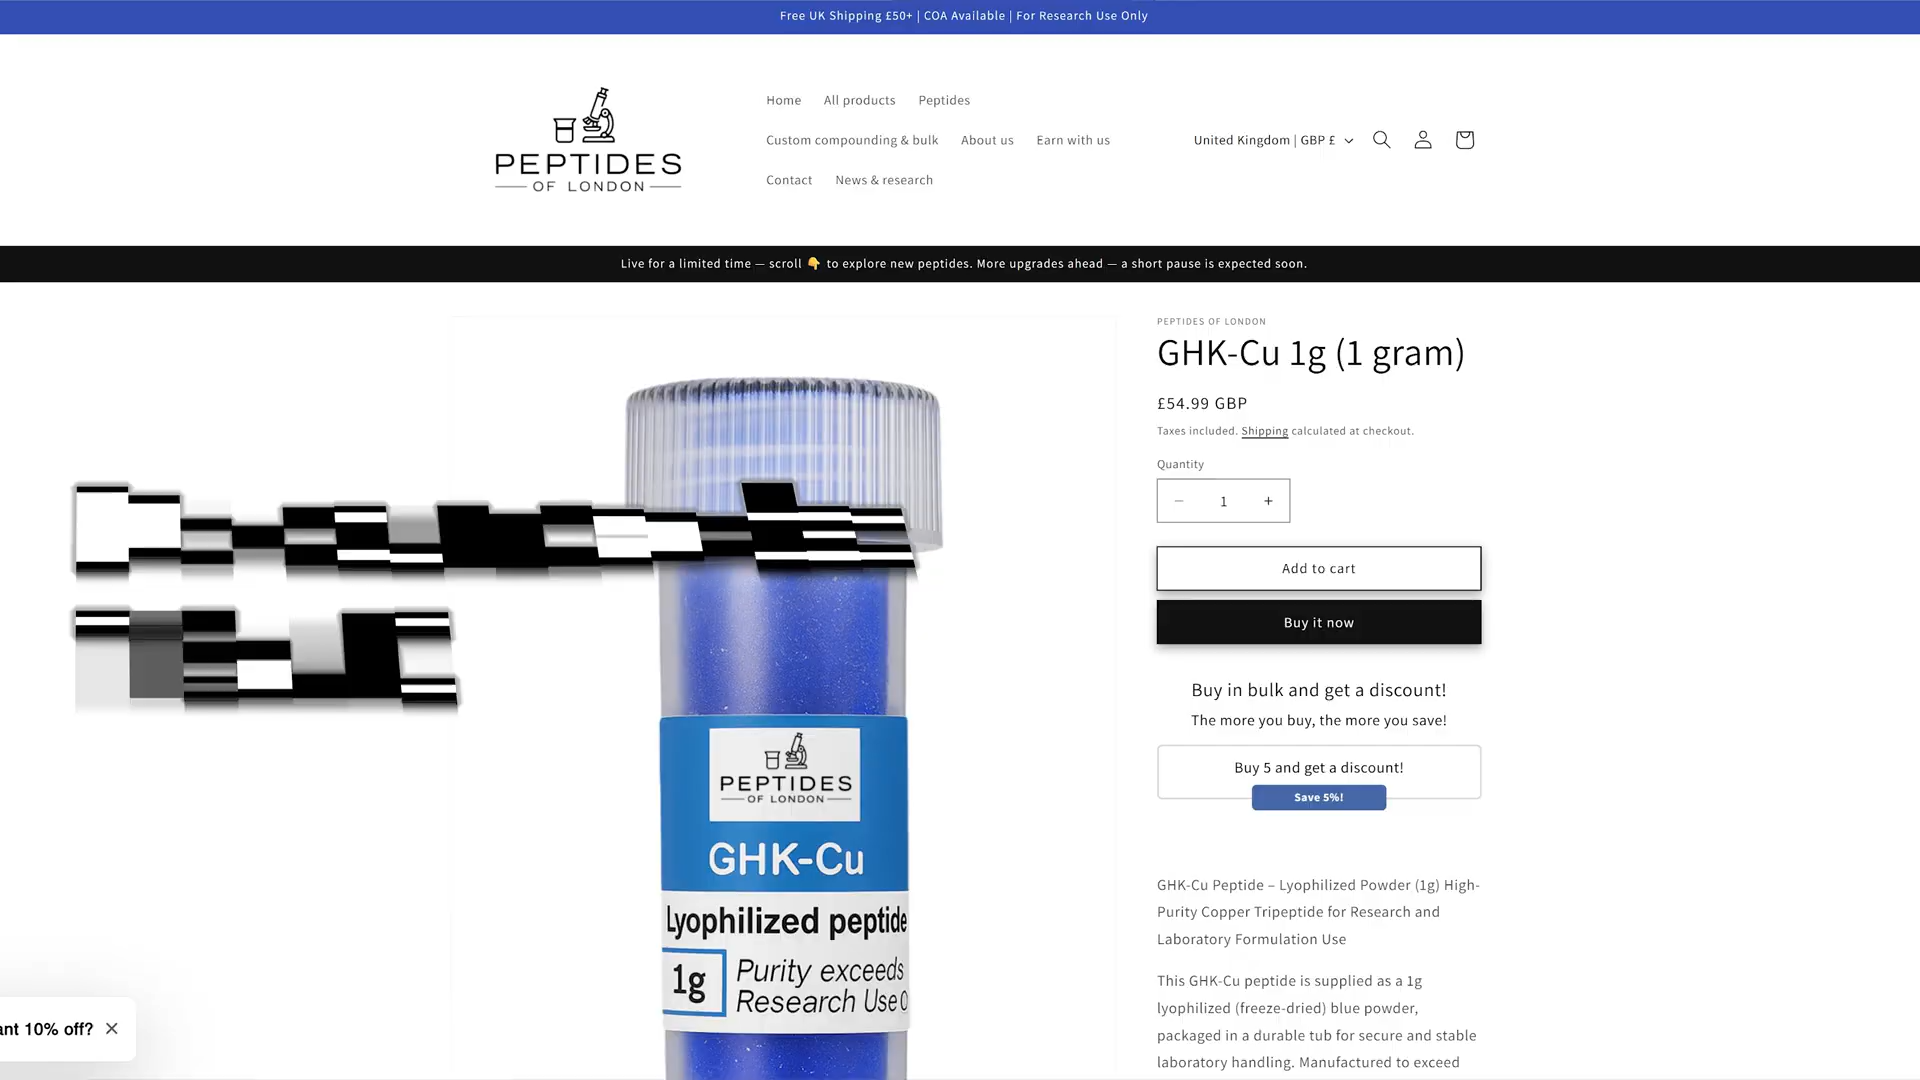 Free UK Shipping £50+ | COA Available | For Research Use Only
PEPTIDES
OF LONDON
Home All products Peptides
Custom compounding & bulk About us Earn with us
Contact News & research
United Kingdom | GBP £
Live for a limited time — scroll 👇 to explore new peptides. More upgrades ahead — a short pause is expected soon.
PEPTIDES OF LONDON
GHK-Cu 1g (1 gram)
£54.99 GBP
Taxes included. Shipping calculated at checkout.
Quantity
− 1 +
Add to cart
Buy it now
Buy in bulk and get a discount!
The more you buy, the more you save!
Buy 5 and get a discount!
Save 5%!
GHK-Cu Peptide – Lyophilized Powder (1g) High-
Purity Copper Tripeptide for Research and
Laboratory Formulation Use
This GHK-Cu peptide is supplied as a 1g
lyophilized (freeze-dried) blue powder,
packaged in a durable tub for secure and stable
laboratory handling. Manufactured to exceed
PEPTIDES
OF LONDON
GHK-Cu
Lyophilized peptide
1g
Purity exceeds
Research Use
10% off?